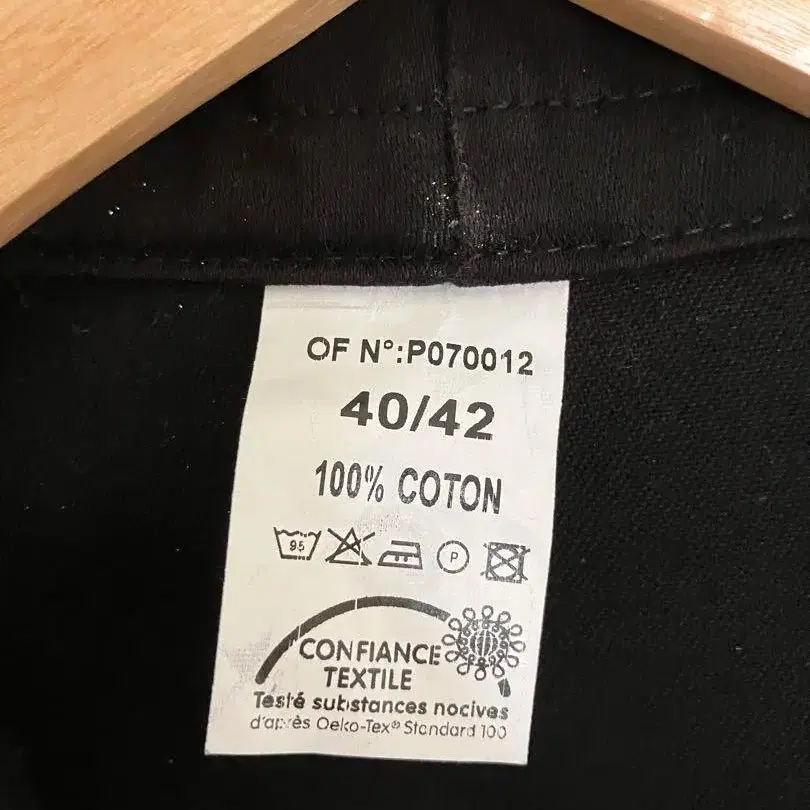 OF N°:P070012
40/42
100% COTON
95 P
CONFIANCE
TEXTILE
Testé substances nocives
d'après Oeko-Tex® Standard 100